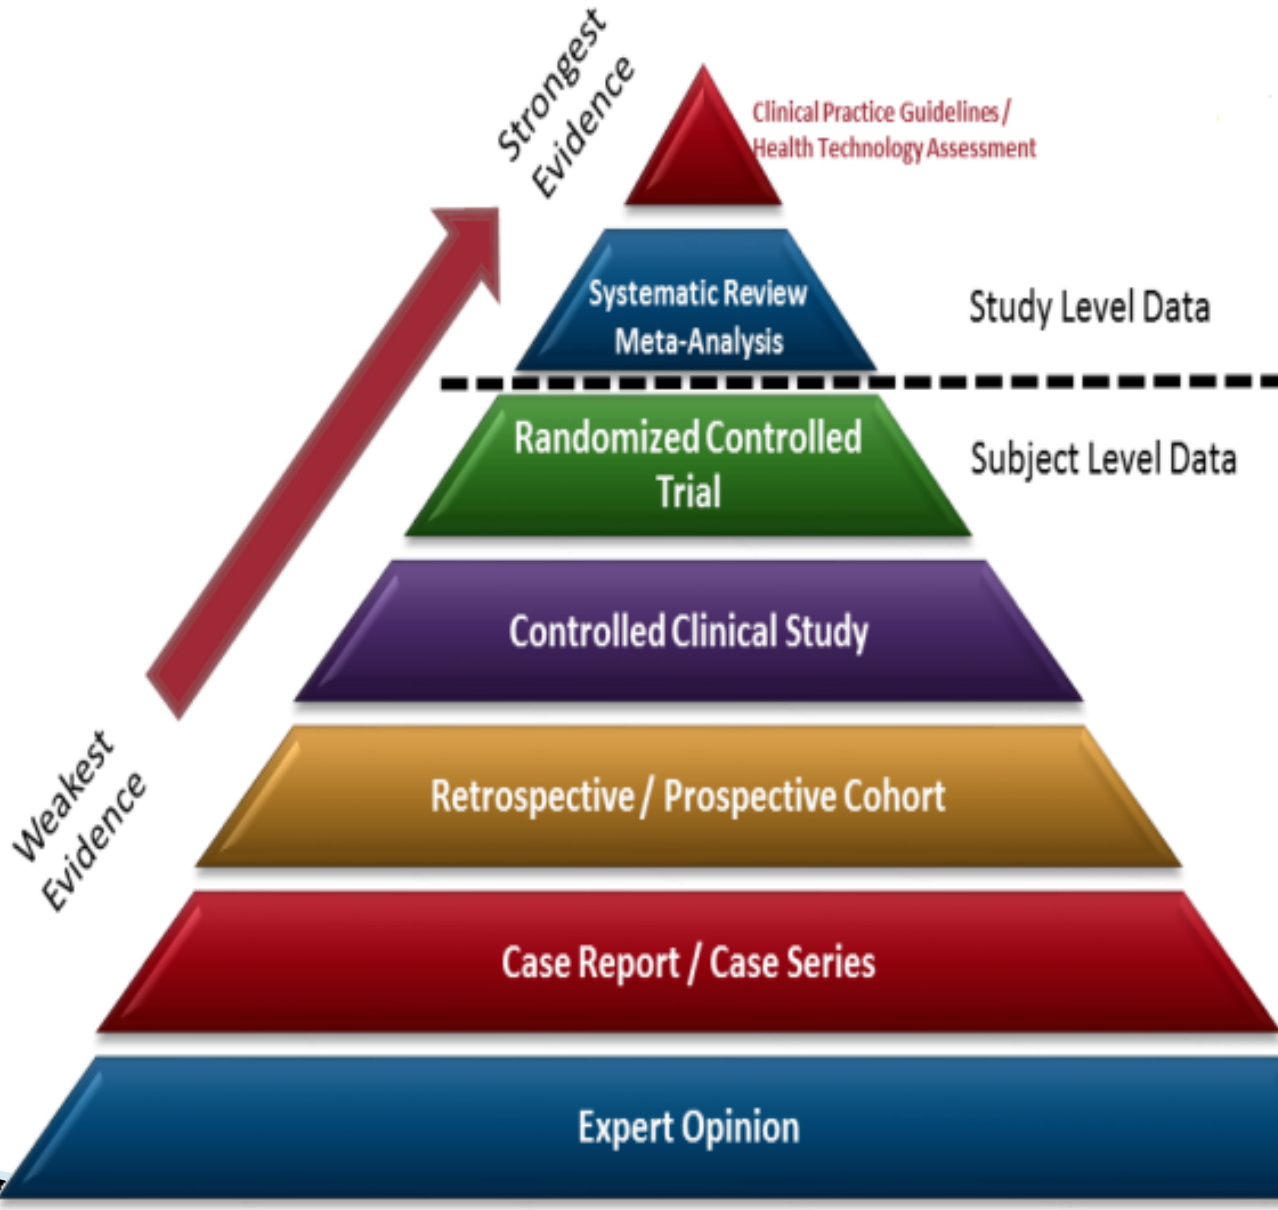 Strongest
Evidence
Clinical Practice Guidelines /
Health Technology Assessment
Systematic Review
Meta-Analysis
Study Level Data
Randomized Controlled
Trial
Subject Level Data
Controlled Clinical Study
Retrospective / Prospective Cohort
Weakest
Evidence
Case Report / Case Series
Expert Opinion